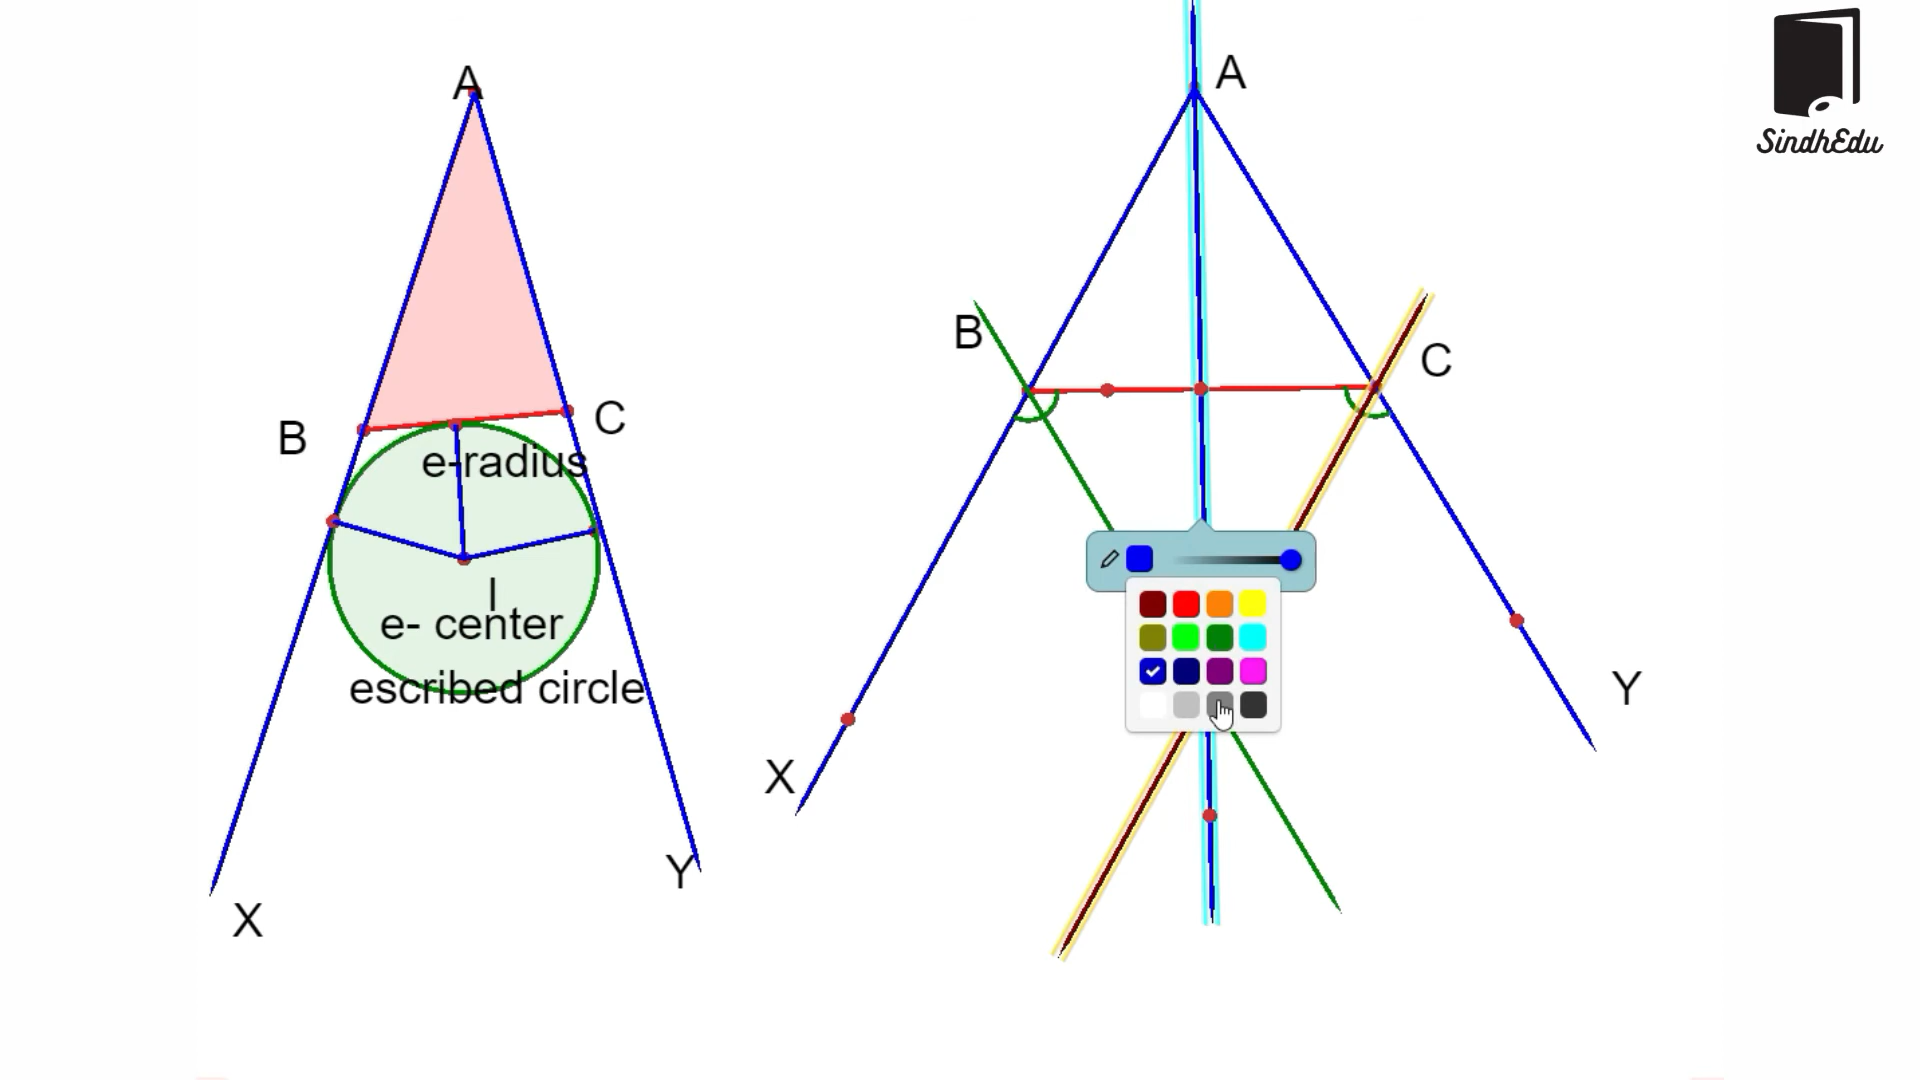 A
B
C
e-radius
I
e- center
escribed circle
X
Y
A
B
C
X
Y
SindhEdu